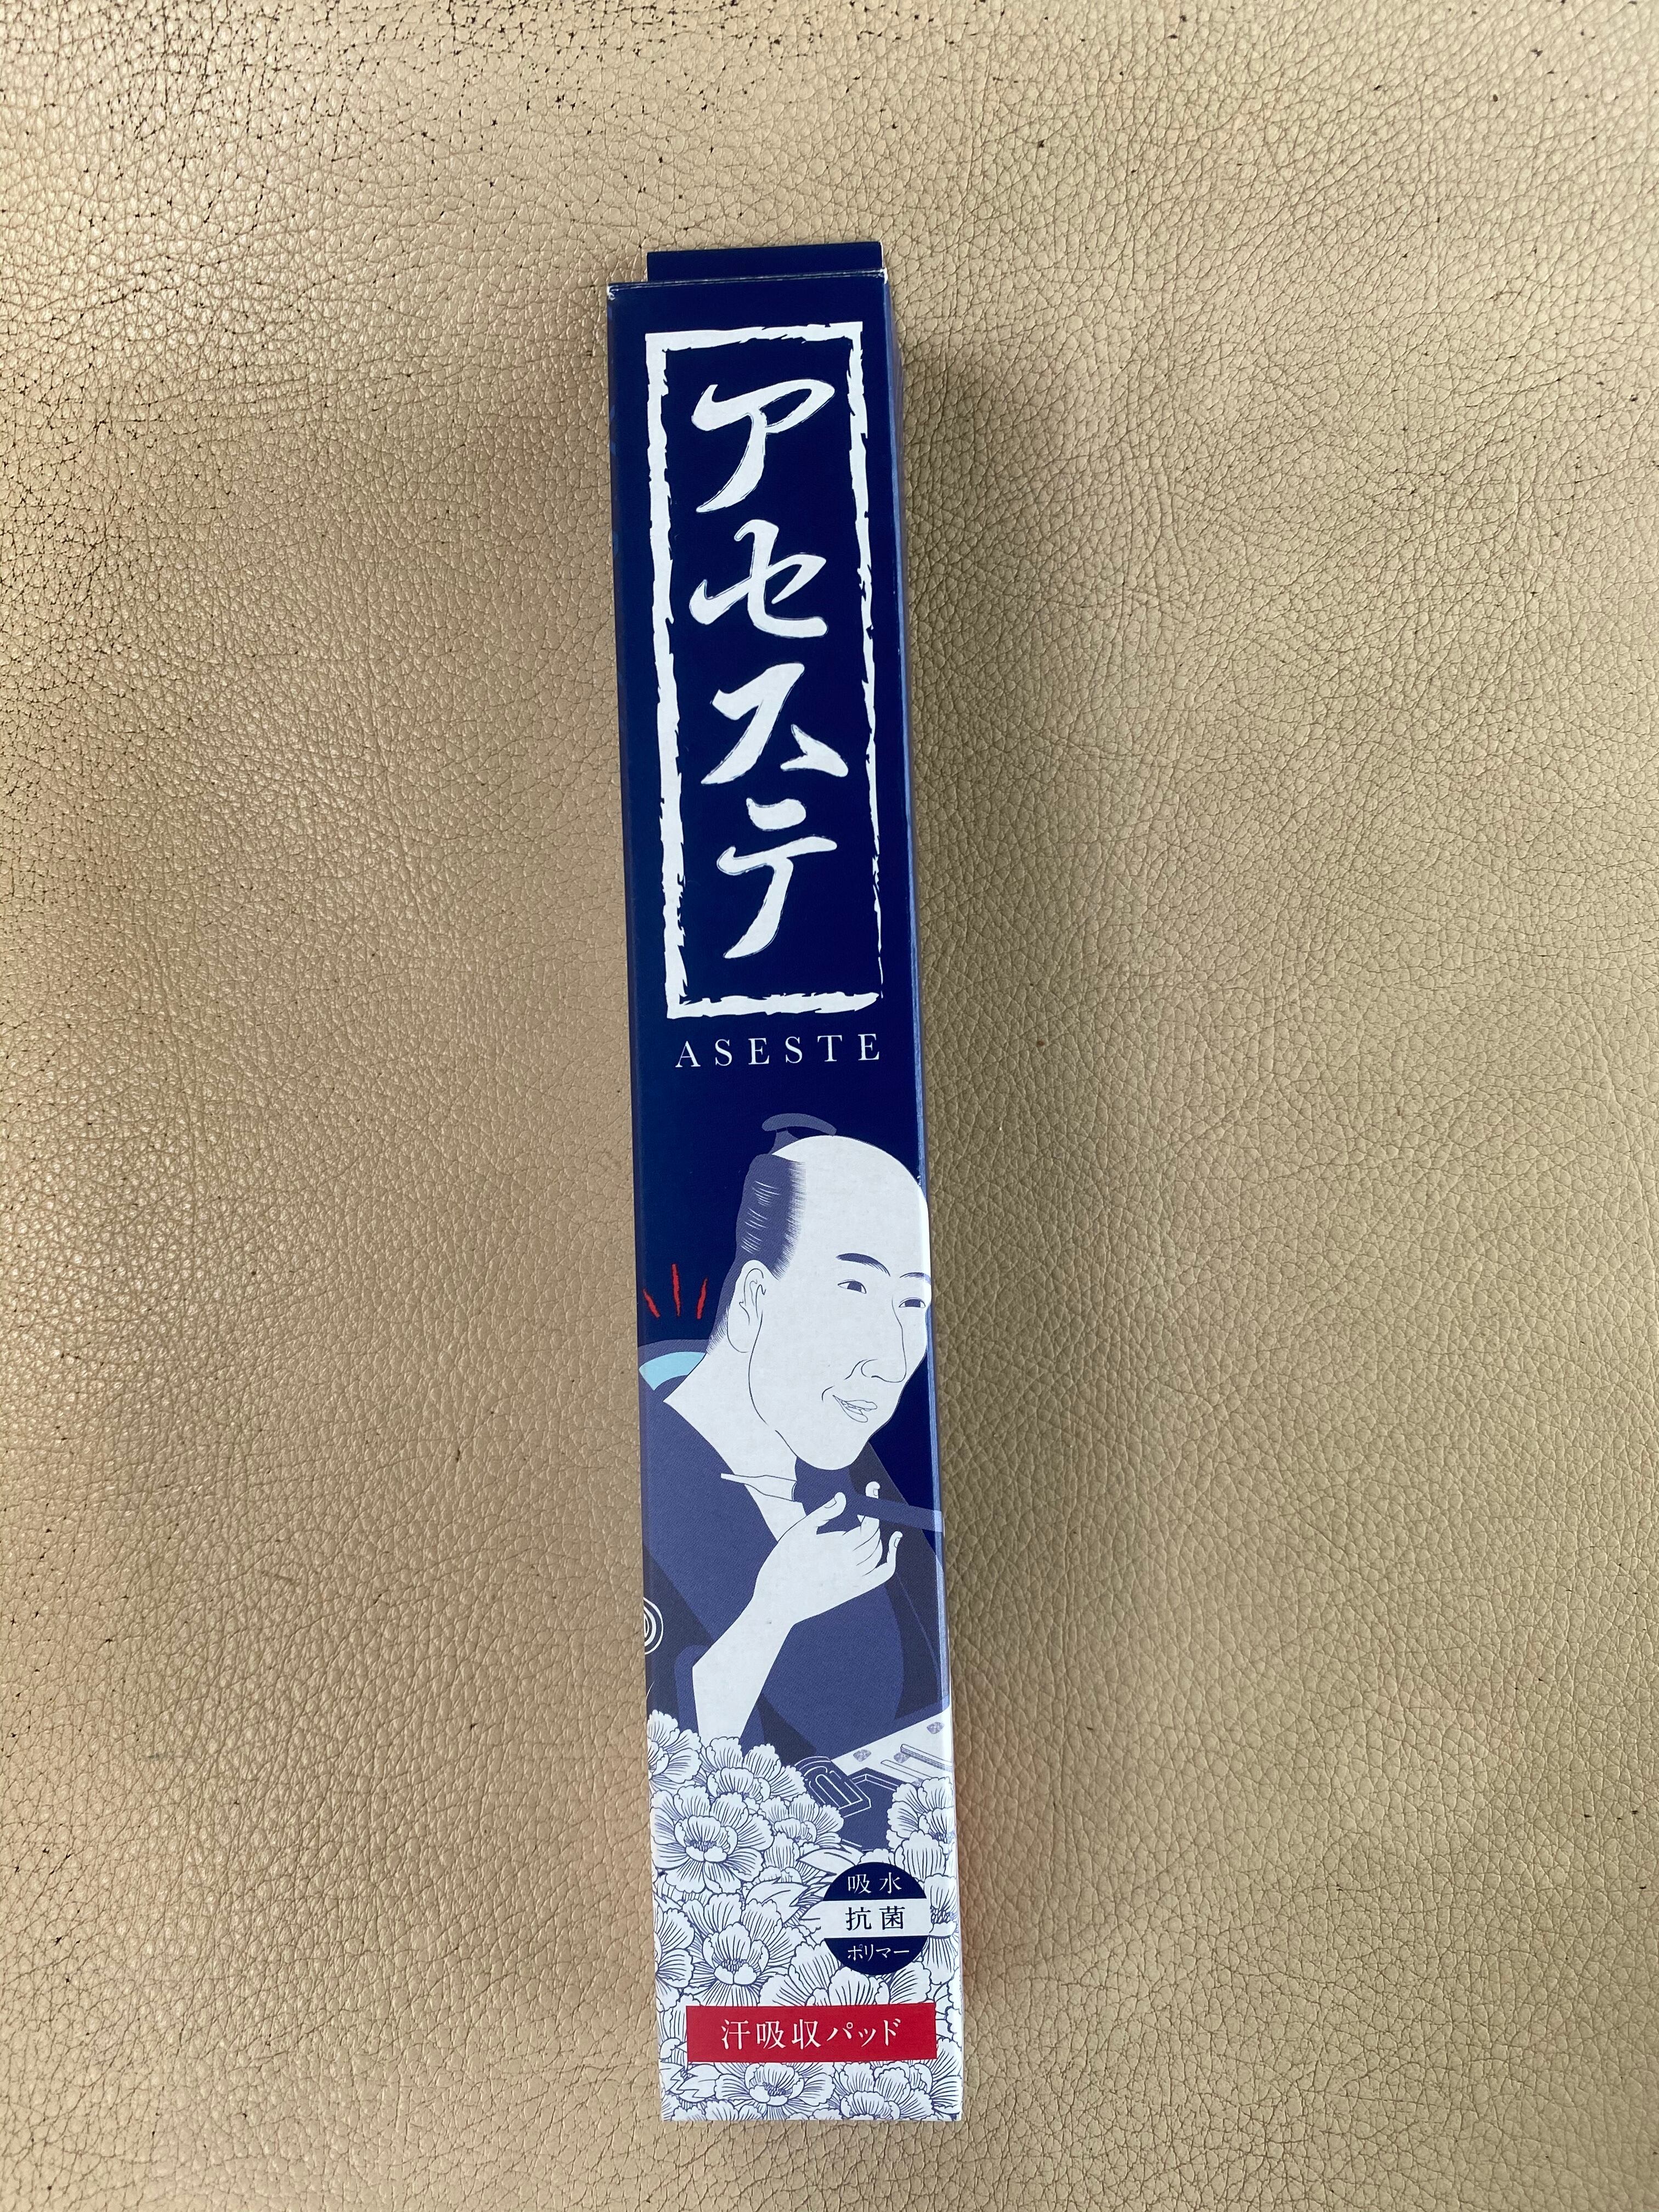 アセステ
ASESTE
吸水
抗菌
ポリマー
汗吸収パッド